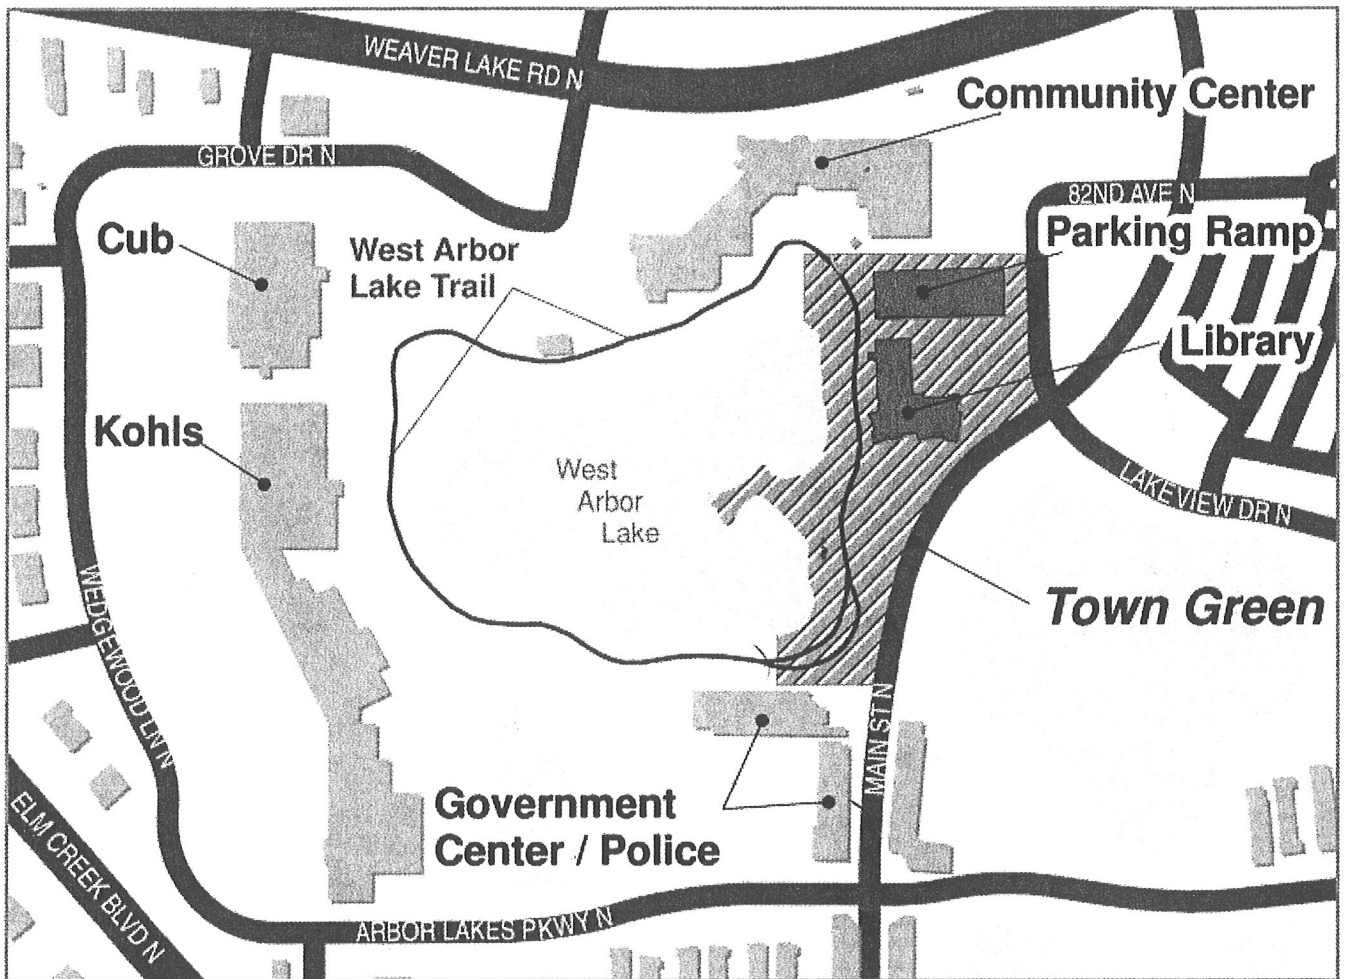 WEAVER LAKE RD N
Community Center
GROVE DR N
82ND AVE N
Cub
West Arbor
Lake Trail
Parking Ramp
Library
Kohls
West
Arbor
Lake
LAKEVIEW DR N
Town Green
WEDGEWOOD LN N
MAIN ST N
Government
Center / Police
ELM CREEK BLVD N
ARBOR LAKES PKWY N